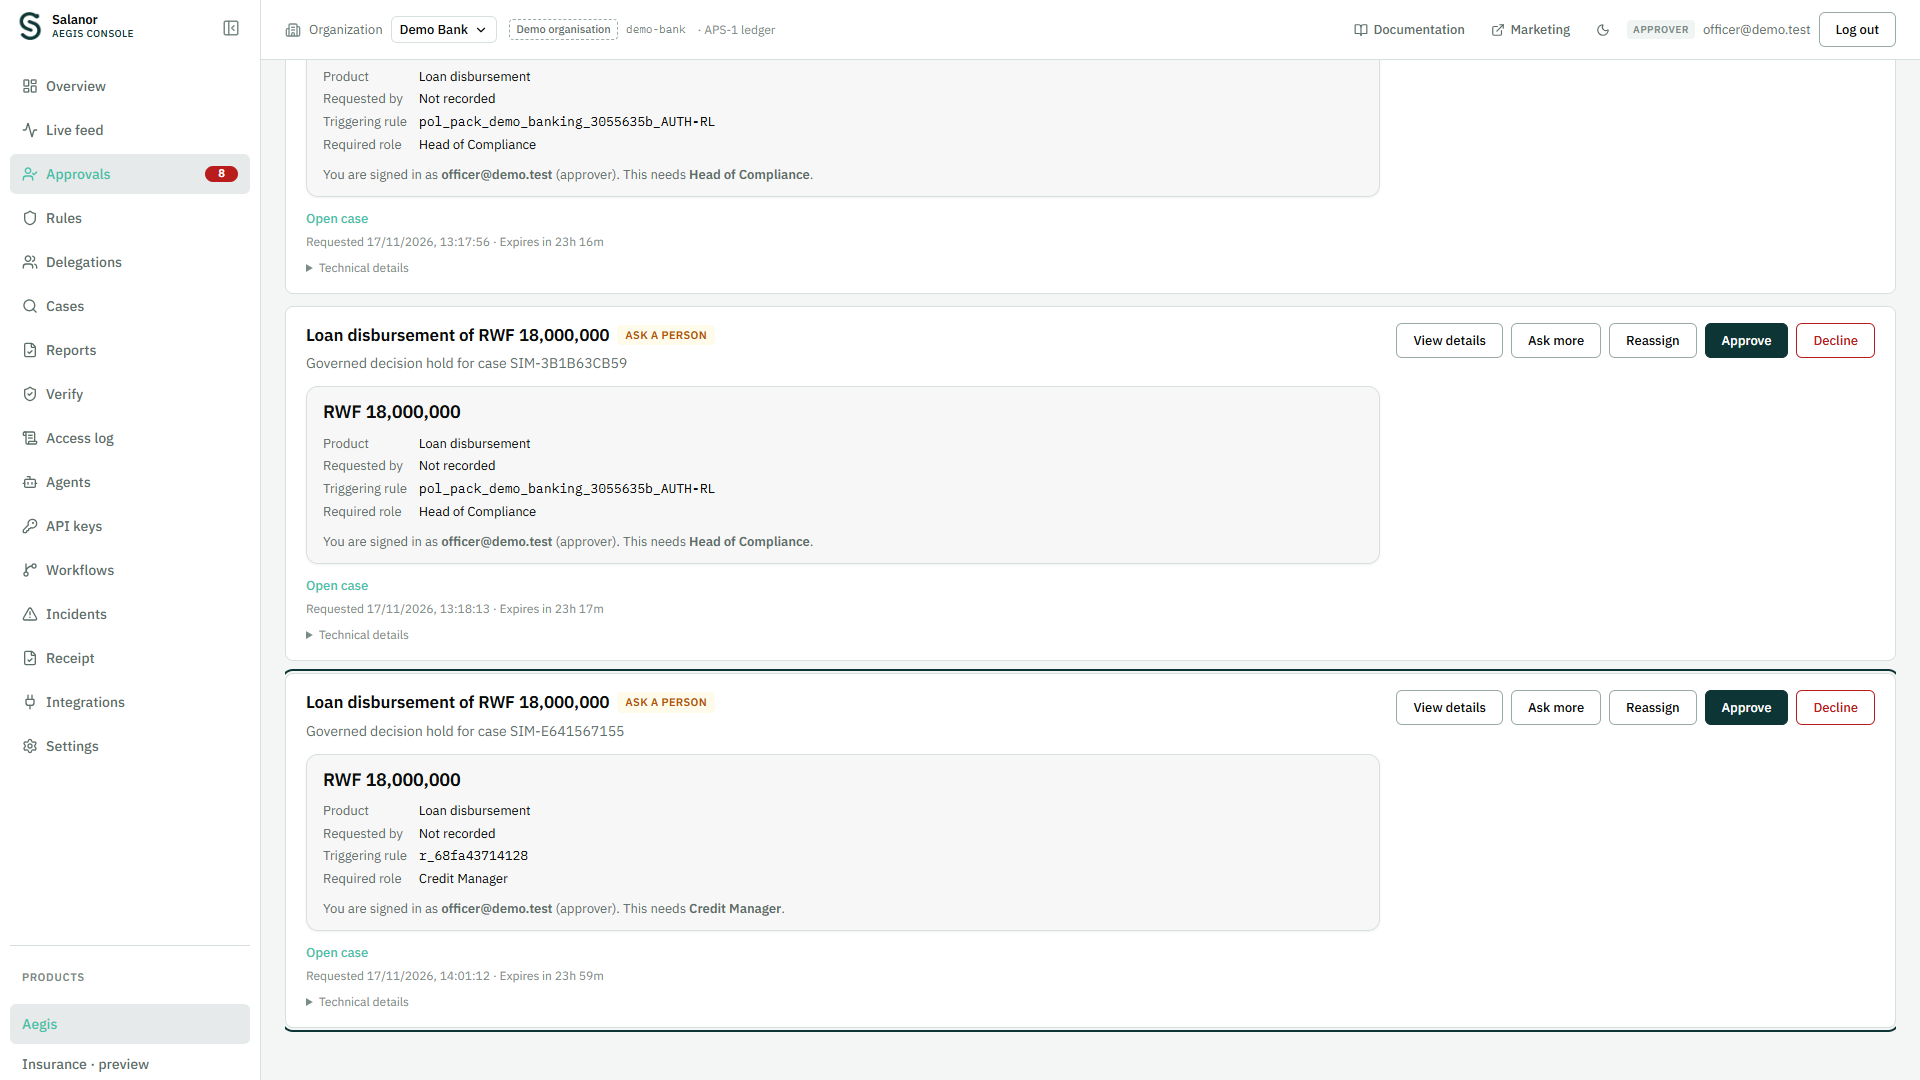 Salanor
AEGIS CONSOLE
Organization
Demo Bank
Demo organisation
demo-bank
· APS-1 ledger
Documentation
Marketing
APPROVER
officer@demo.test
Log out
Overview
Live feed
Approvals
8
Rules
Delegations
Cases
Reports
Verify
Access log
Agents
API keys
Workflows
Incidents
Receipt
Integrations
Settings
PRODUCTS
Aegis
Insurance · preview
Product Loan disbursement
Requested by Not recorded
Triggering rule pol_pack_demo_banking_3055635b_AUTH-RL
Required role Head of Compliance
You are signed in as officer@demo.test (approver). This needs Head of Compliance.
Open case
Requested 17/11/2026, 13:17:56 · Expires in 23h 16m
Technical details
Loan disbursement of RWF 18,000,000 ASK A PERSON
View details
Ask more
Reassign
Approve
Decline
Governed decision hold for case SIM-3B1B63CB59
RWF 18,000,000
Product Loan disbursement
Requested by Not recorded
Triggering rule pol_pack_demo_banking_3055635b_AUTH-RL
Required role Head of Compliance
You are signed in as officer@demo.test (approver). This needs Head of Compliance.
Open case
Requested 17/11/2026, 13:18:13 · Expires in 23h 17m
Technical details
Loan disbursement of RWF 18,000,000 ASK A PERSON
View details
Ask more
Reassign
Approve
Decline
Governed decision hold for case SIM-E641567155
RWF 18,000,000
Product Loan disbursement
Requested by Not recorded
Triggering rule r_68fa43714128
Required role Credit Manager
You are signed in as officer@demo.test (approver). This needs Credit Manager.
Open case
Requested 17/11/2026, 14:01:12 · Expires in 23h 59m
Technical details